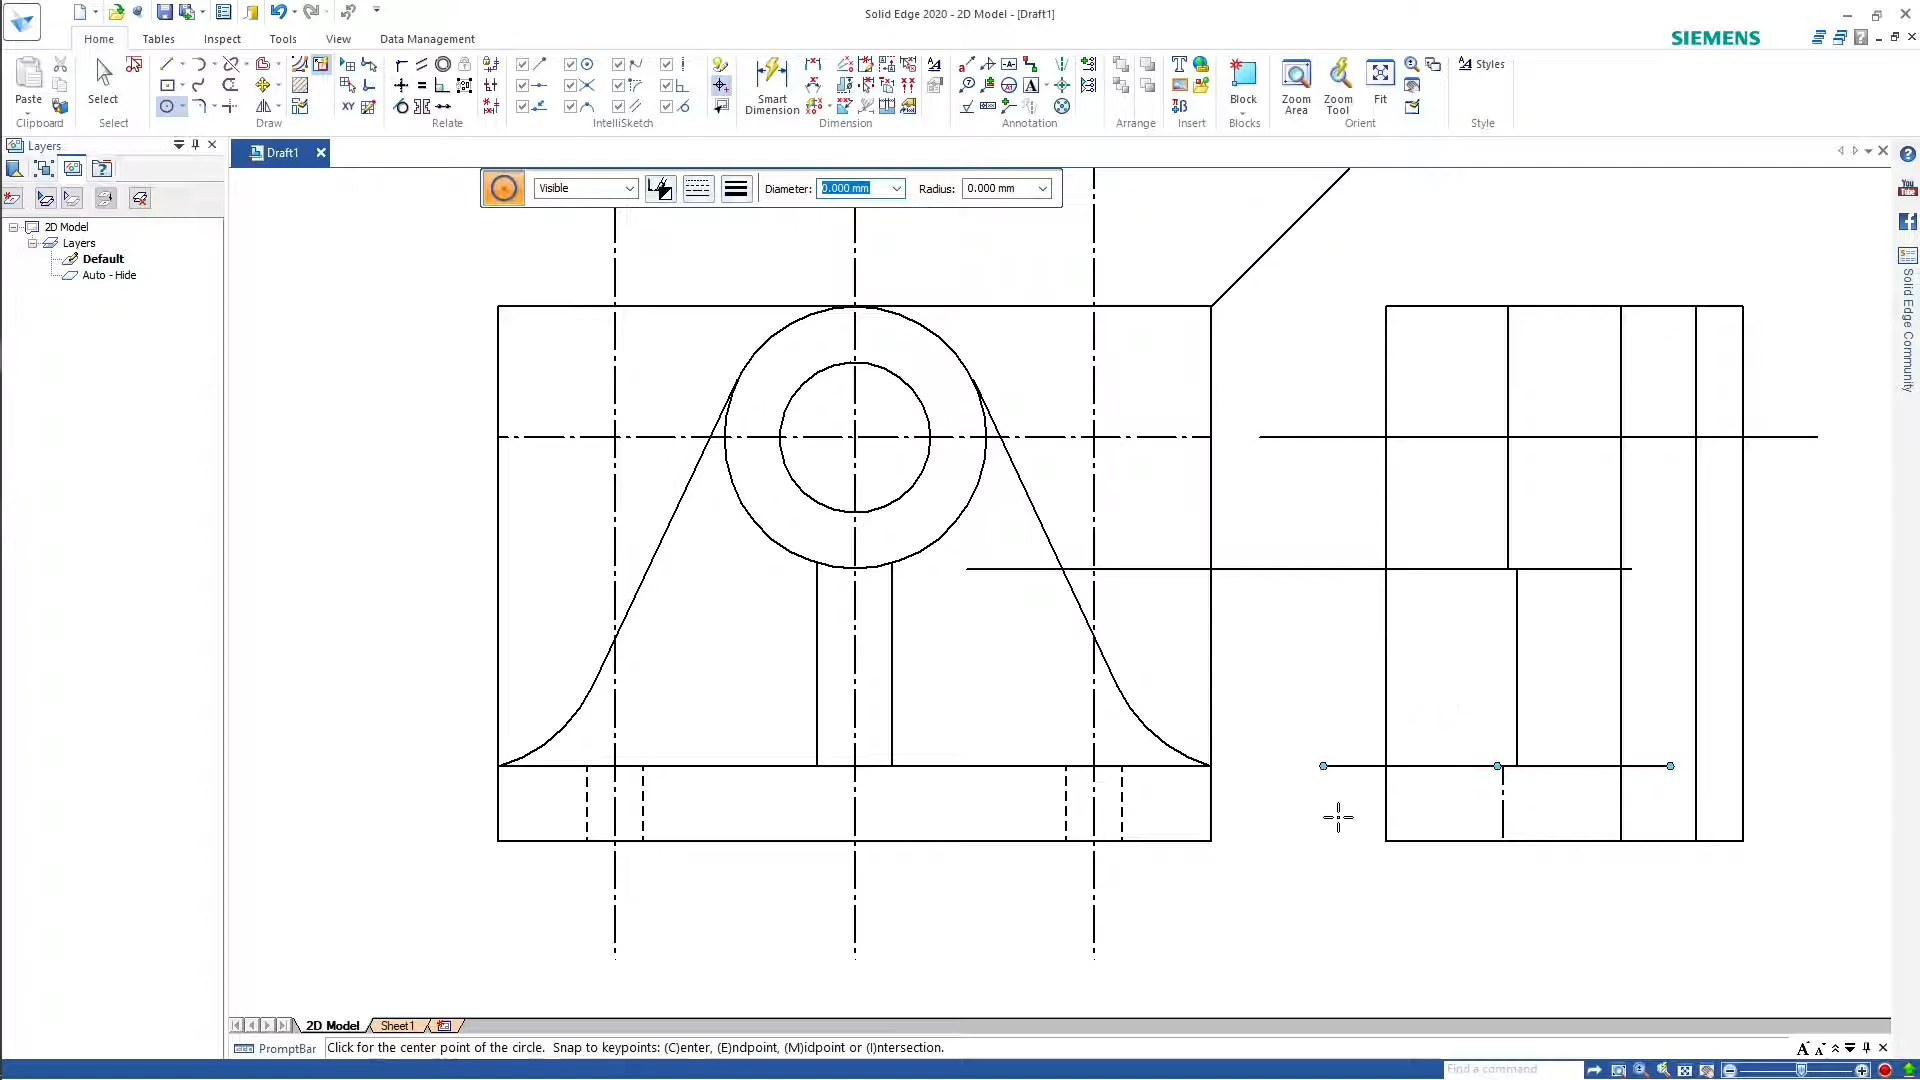 Solid Edge 2020 - 2D Model - [Draft1]
Home Tables Inspect Sketch Tools View Data Management
SIEMENS
Paste
Clipboard
Select
Select
Draw
Relate
IntelliSketch
Smart Dimension
Dimension
Annotation
Arrange
Insert
Block
Blocks
Zoom Area
Zoom Tool
Fit
Orient
Styles
Style
XY
Layers
Draft1
2D Model
Layers
Default
Auto - Hide
Visible
Diameter: 0.000 mm
Radius: 0.000 mm
You Tube
Solid Edge Community
2D Model Sheet1
PromptBar Click for the center point of the circle. Snap to keypoints: (C)enter, (E)ndpoint, (M)idpoint or (I)ntersection.
Find a command